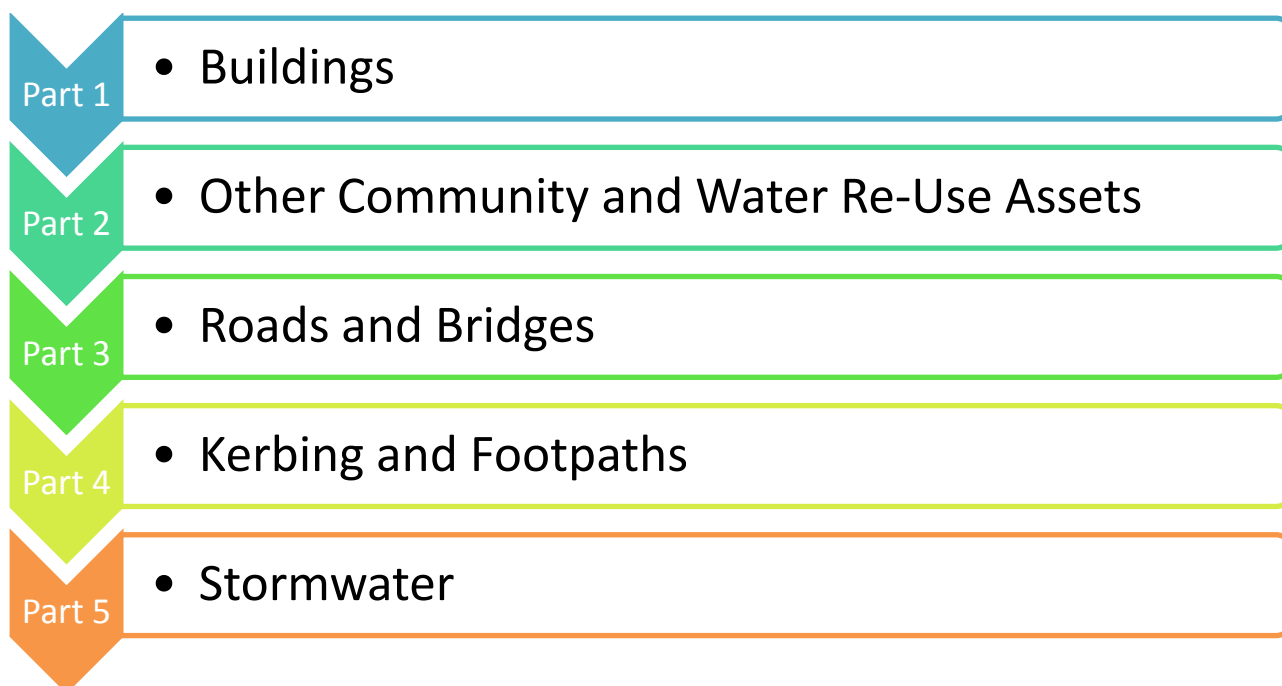 Part 1
• Buildings
Part 2
• Other Community and Water Re-Use Assets
Part 3
• Roads and Bridges
Part 4
• Kerbing and Footpaths
Part 5
• Stormwater